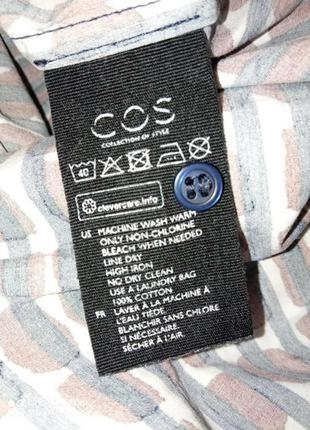 COS
COLLECTION OF STYLE
40
clevercare.info
US MACHINE WASH WARM
ONLY NON-CHLORINE
BLEACH WHEN NEEDED
LINE DRY
HIGH IRON
NO DRY CLEAN
USE A LAUNDRY BAG
100% COTTON
FR LAVER À LA MACHINE À
L'EAU TIÈDE
BLANCHIR SANS CHLORE
SI NÉCESSAIRE
SÉCHER À L'AIR